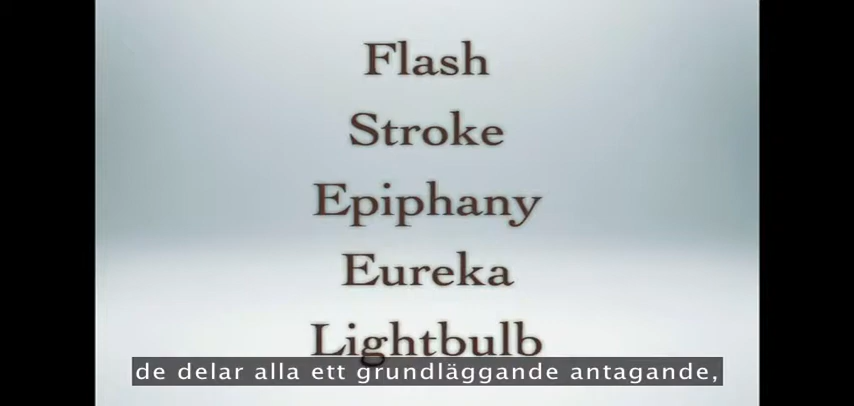 Flash
Stroke
Epiphany
Eureka
Lightbulb
de delar alla ett grundläggande antagande,